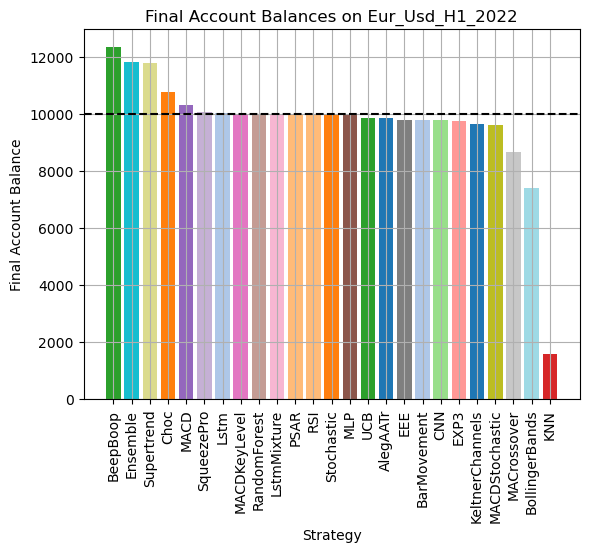 Final Account Balances on Eur_Usd_H1_2022
Final Account Balance
12000
10000
8000
6000
4000
2000
0
BeepBoop
Ensemble
Supertrend
Choc
MACD
SqueezePro
Lstm
MACDKeyLevel
RandomForest
LstmMixture
PSAR
RSI
Stochastic
MLP
UCB
AlegAATr
EEE
BarMovement
CNN
EXP3
KeltnerChannels
MACDStochastic
MACrossover
BollingerBands
KNN
Strategy